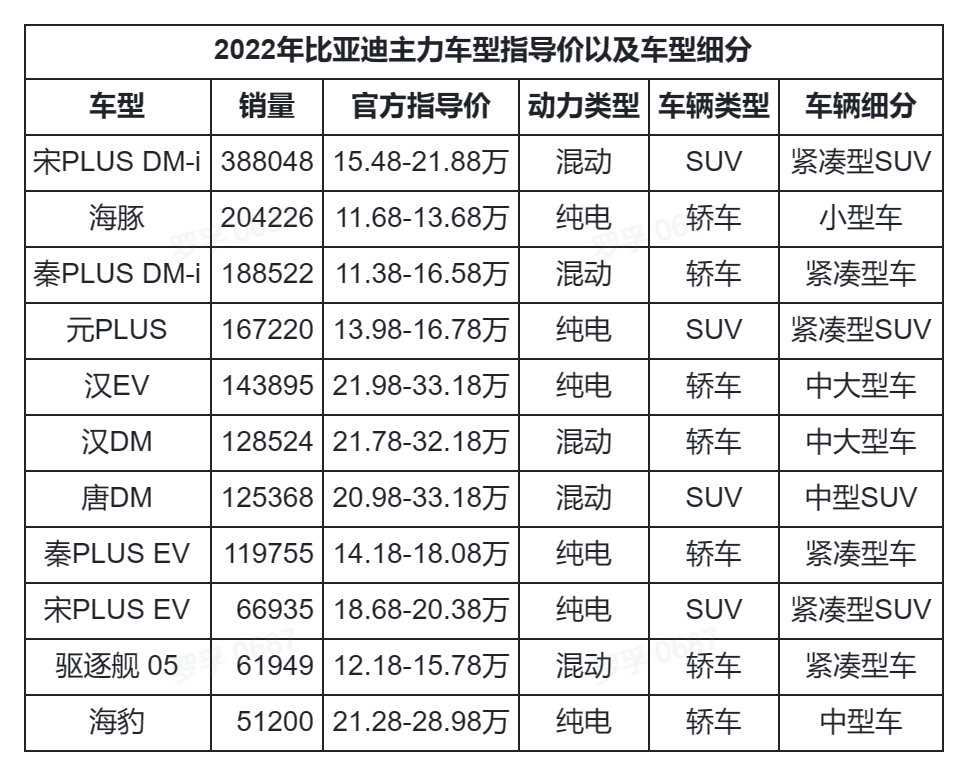 2022年比亚迪主力车型指导价以及车型细分
车型 销量 官方指导价 动力类型 车辆类型 车辆细分
宋PLUS DM-i 388048 15.48-21.88万 混动 SUV 紧凑型SUV
海豚 204226 11.68-13.68万 纯电 轿车 小型车
秦PLUS DM-i 188522 11.38-16.58万 混动 轿车 紧凑型车
元PLUS 167220 13.98-16.78万 纯电 SUV 紧凑型SUV
汉EV 143895 21.98-33.18万 纯电 轿车 中大型车
汉DM 128524 21.78-32.18万 混动 轿车 中大型车
唐DM 125368 20.98-33.18万 混动 SUV 中型SUV
秦PLUS EV 119755 14.18-18.08万 纯电 轿车 紧凑型车
宋PLUS EV 66935 18.68-20.38万 纯电 SUV 紧凑型SUV
驱逐舰 05 61949 12.18-15.78万 混动 轿车 紧凑型车
海豹 51200 21.28-28.98万 纯电 轿车 中型车